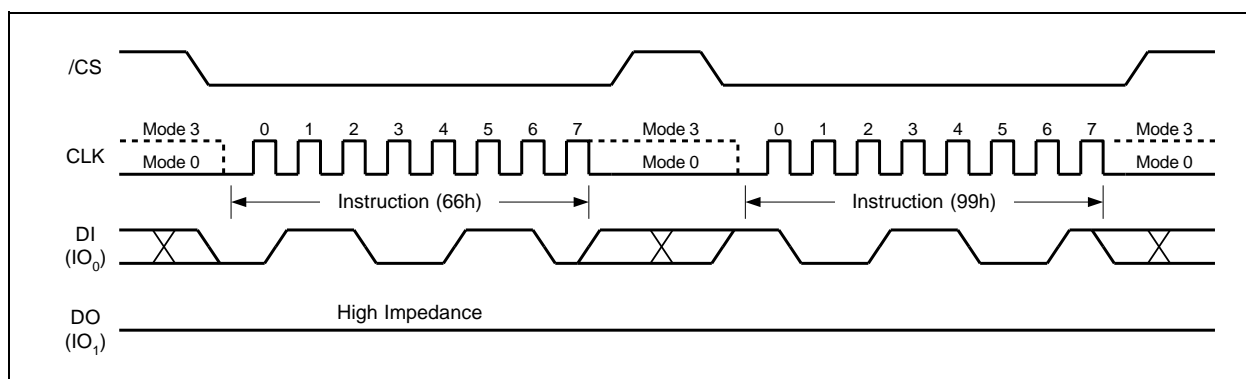 /CS
Mode 3 0 1 2 3 4 5 6 7 Mode 3 0 1 2 3 4 5 6 7 Mode 3
CLK Mode 0 Mode 0 Mode 0
Instruction (66h) Instruction (99h)
DI
(IO0)
High Impedance
DO
(IO1)